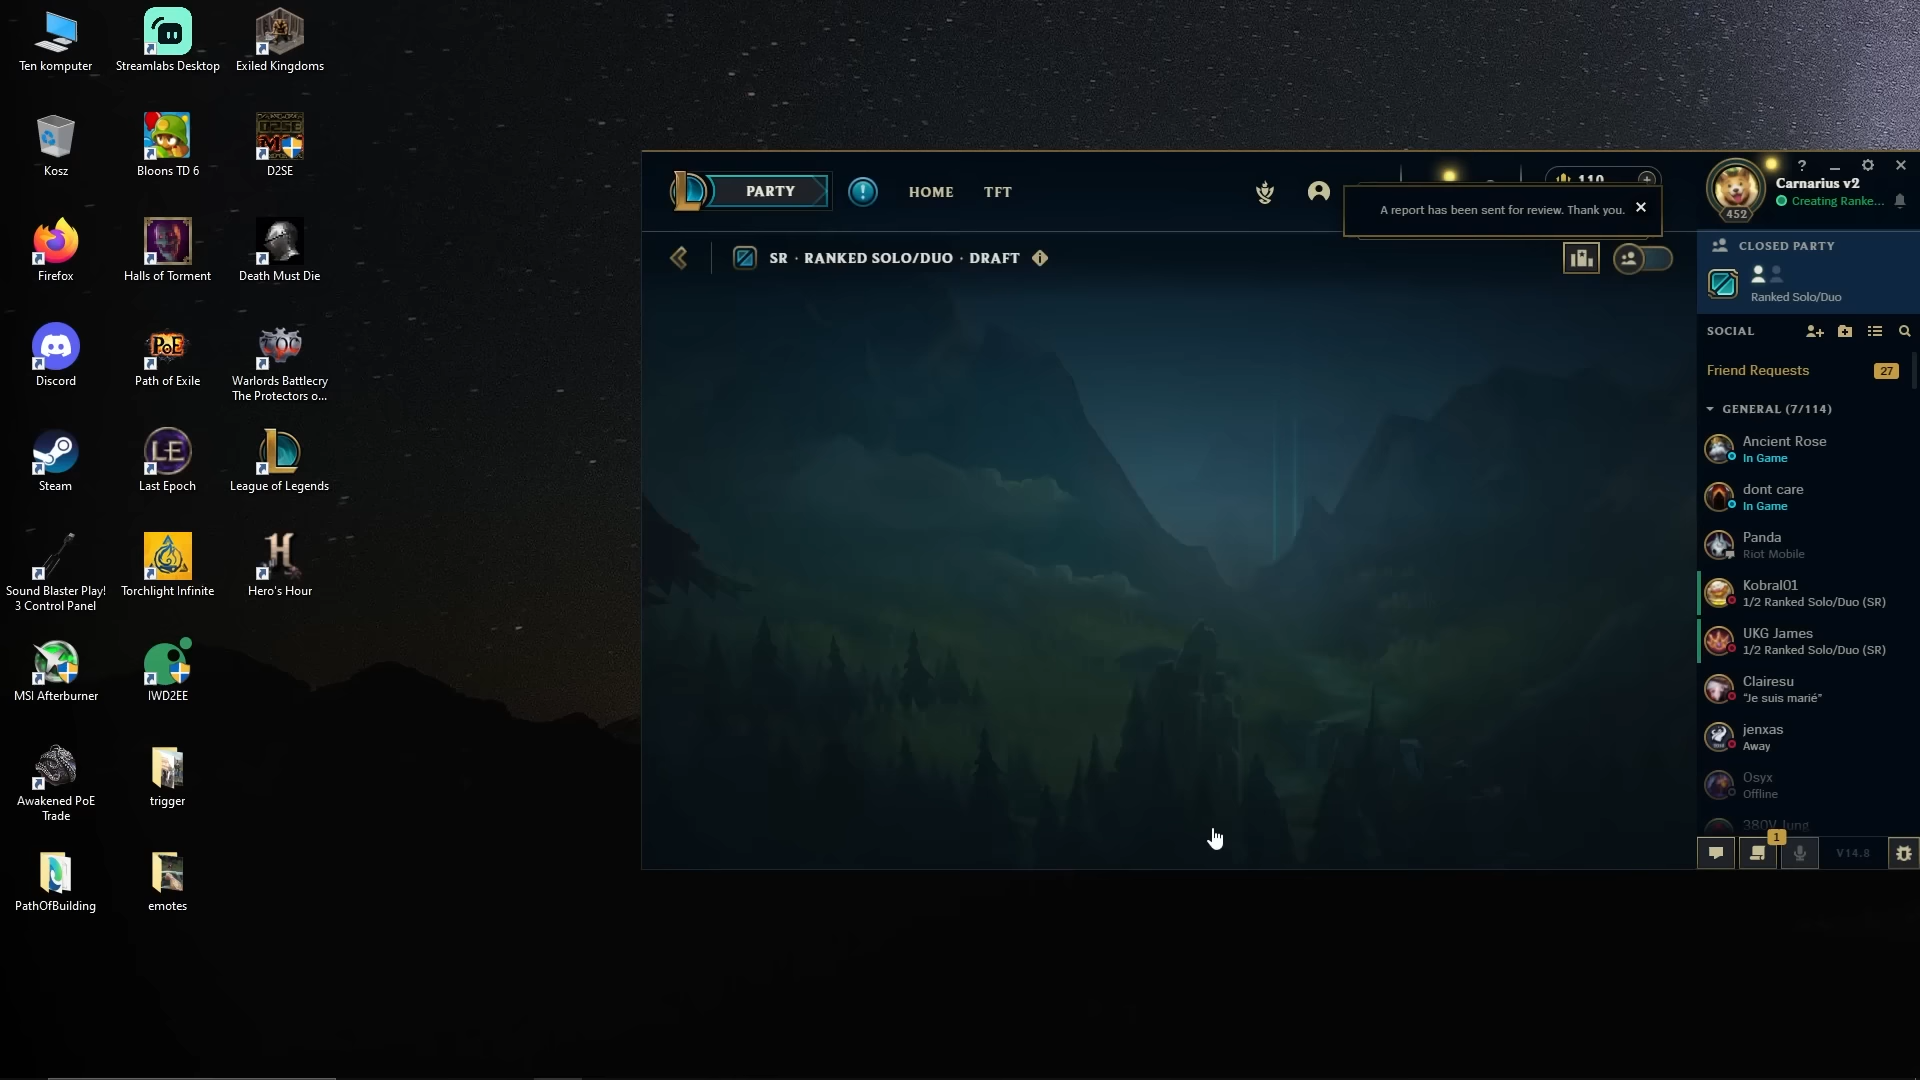 Ten komputer
Streamlabs Desktop
Exiled Kingdoms
Kosz
Bloons TD 6
D2SE
Firefox
Halls of Torment
Death Must Die
Discord
Path of Exile
Warlords Battlecry
The Protectors o...
Steam
Last Epoch
League of Legends
Sound Blaster Play!
3 Control Panel
Torchlight Infinite
Hero's Hour
MSI Afterburner
IWD2EE
Awakened PoE
Trade
trigger
PathOfBuilding
emotes
PARTY
HOME
TFT
110
A report has been sent for review. Thank you.
SR · RANKED SOLO/DUO · DRAFT
452
Carnarius v2
Creating Ranke...
CLOSED PARTY
Ranked Solo/Duo
SOCIAL
Friend Requests
27
GENERAL (7/114)
Ancient Rose
In Game
dont care
In Game
Panda
Riot Mobile
Kobral01
1/2 Ranked Solo/Duo (SR)
UKG James
1/2 Ranked Solo/Duo (SR)
Clairesu
“Je suis marié”
jenxas
Away
Osyx
Offline
380V Jung
1
V14.8